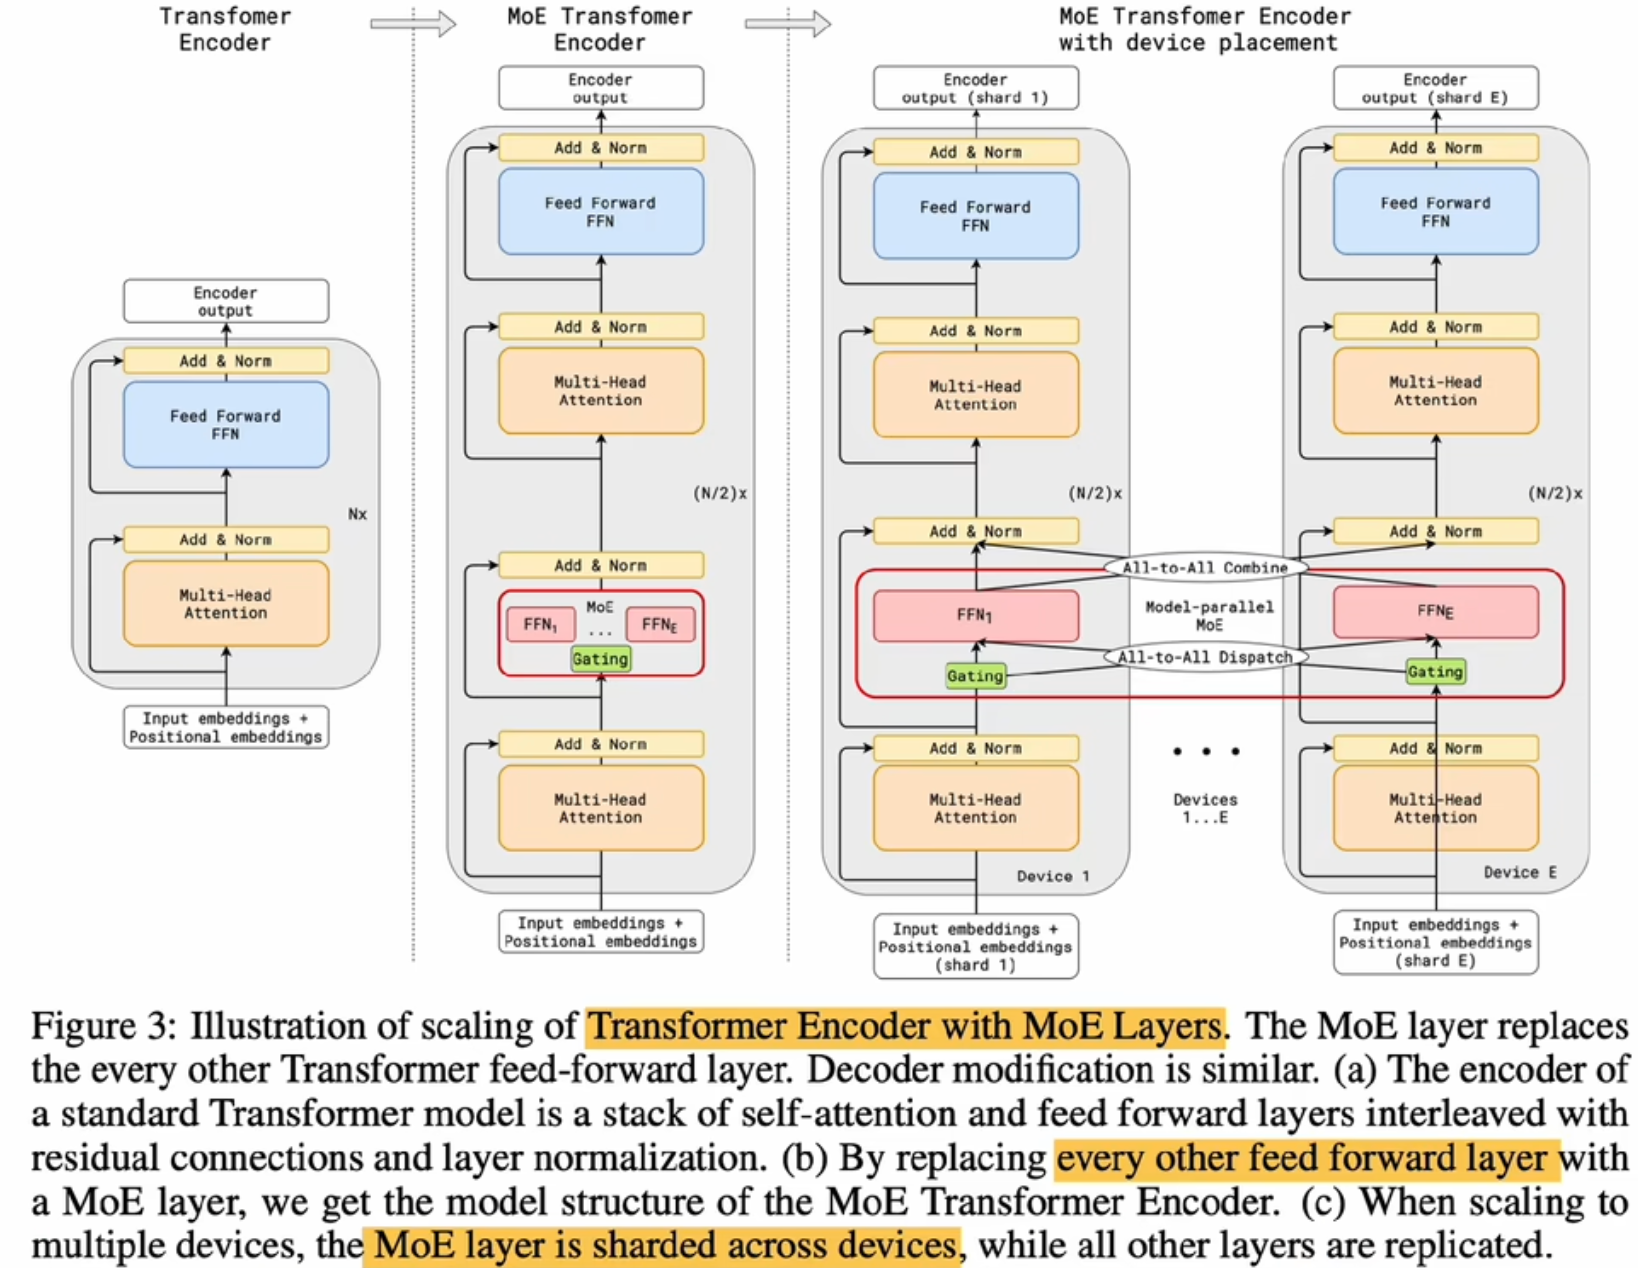 Transfomer
Encoder
MoE Transfomer
Encoder
MoE Transfomer Encoder
with device placement
Encoder
output
Add & Norm
Feed Forward
FFN
Add & Norm
Multi-Head
Attention
Nx
Input embeddings +
Positional embeddings
Encoder
output
Add & Norm
Feed Forward
FFN
Add & Norm
Multi-Head
Attention
(N/2)x
Add & Norm
MoE
FFN1 ... FFNE
Gating
Add & Norm
Multi-Head
Attention
Input embeddings +
Positional embeddings
Encoder
output (shard 1)
Add & Norm
Feed Forward
FFN
Add & Norm
Multi-Head
Attention
(N/2)x
Add & Norm
FFN1
Gating
Add & Norm
Multi-Head
Attention
Device 1
Input embeddings +
Positional embeddings
(shard 1)
All-to-All Combine
Model-parallel
MoE
All-to-All Dispatch
• • •
Devices
1...E
Encoder
output (shard E)
Add & Norm
Feed Forward
FFN
Add & Norm
Multi-Head
Attention
(N/2)x
Add & Norm
FFNE
Gating
Add & Norm
Multi-Head
Attention
Device E
Input embeddings +
Positional embeddings
(shard E)
Figure 3: Illustration of scaling of Transformer Encoder with MoE Layers. The MoE layer replaces
the every other Transformer feed-forward layer. Decoder modification is similar. (a) The encoder of
a standard Transformer model is a stack of self-attention and feed forward layers interleaved with
residual connections and layer normalization. (b) By replacing every other feed forward layer with
a MoE layer, we get the model structure of the MoE Transformer Encoder. (c) When scaling to
multiple devices, the MoE layer is sharded across devices, while all other layers are replicated.